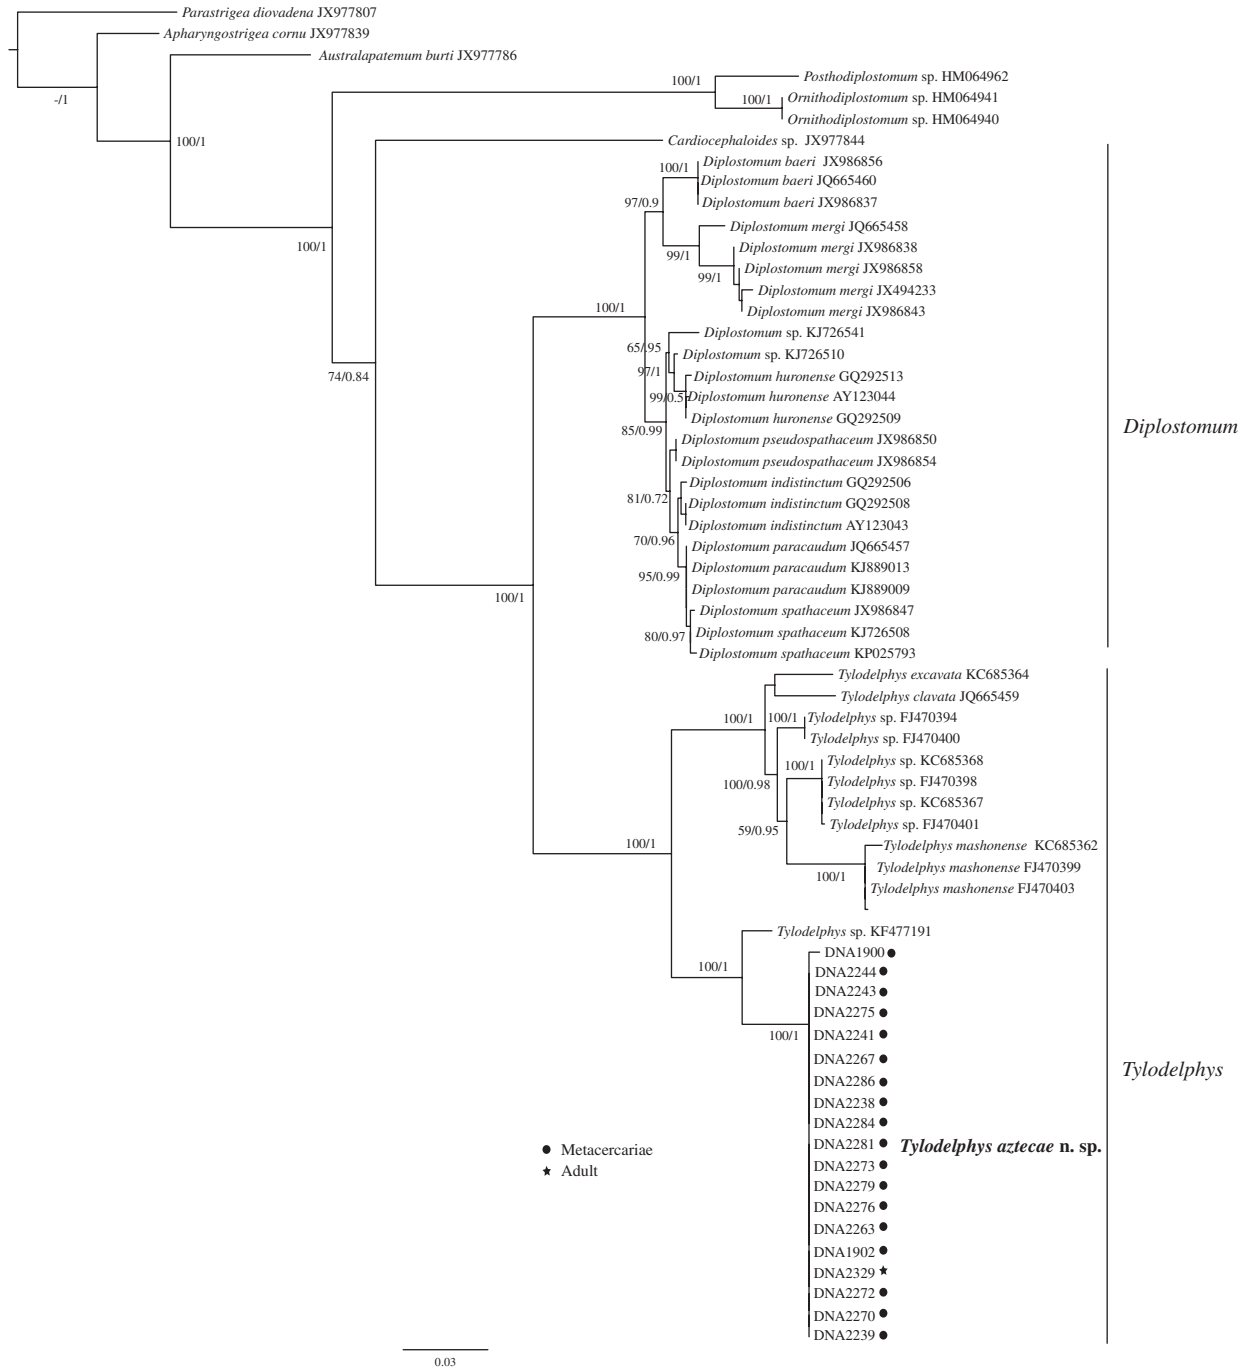 Parastrigea diovadena JX977807
Apharyngostrigea cornu JX977839
Australapatemum burti JX977786
-/1
100/1
Posthodiplostomum sp. HM064962
100/1
Ornithodiplostomum sp. HM064941
100/1
Ornithodiplostomum sp. HM064940
100/1
Cardiocephaloides sp. JX977844
Diplostomum baeri JX986856
100/1
Diplostomum baeri JQ665460
Diplostomum baeri JX986837
97/0.9
Diplostomum mergi JQ665458
Diplostomum mergi JX986838
99/1
Diplostomum mergi JX986858
99/1
Diplostomum mergi JX494233
Diplostomum mergi JX986843
100/1
Diplostomum sp. KJ726541
65/.95
Diplostomum sp. KJ726510
97/1
Diplostomum huronense GQ292513
99/0.5
Diplostomum huronense AY123044
Diplostomum huronense GQ292509
74/0.84
85/0.99
Diplostomum
Diplostomum pseudospathaceum JX986850
Diplostomum pseudospathaceum JX986854
Diplostomum indistinctum GQ292506
81/0.72
Diplostomum indistinctum GQ292508
Diplostomum indistinctum AY123043
70/0.96
Diplostomum paracaudum JQ665457
Diplostomum paracaudum KJ889013
95/0.99
Diplostomum paracaudum KJ889009
100/1
Diplostomum spathaceum JX986847
Diplostomum spathaceum KJ726508
80/0.97
Diplostomum spathaceum KP025793
Tylodelphys excavata KC685364
Tylodelphys clavata JQ665459
100/1
100/1
Tylodelphys sp. FJ470394
Tylodelphys sp. FJ470400
Tylodelphys sp. KC685368
100/1
Tylodelphys sp. FJ470398
100/0.98
Tylodelphys sp. KC685367
Tylodelphys sp. FJ470401
59/0.95
100/1
Tylodelphys mashonense KC685362
Tylodelphys mashonense FJ470399
100/1
Tylodelphys mashonense FJ470403
Tylodelphys sp. KF477191
DNA1900
100/1
DNA2244
DNA2243
DNA2275
DNA2241
100/1
DNA2267
Tylodelphys
DNA2286
DNA2238
DNA2284
DNA2281
Tylodelphys aztecae n. sp.
Metacercariae
DNA2273
Adult
DNA2279
DNA2276
DNA2263
DNA1902
DNA2329
DNA2272
DNA2270
DNA2239
0.03